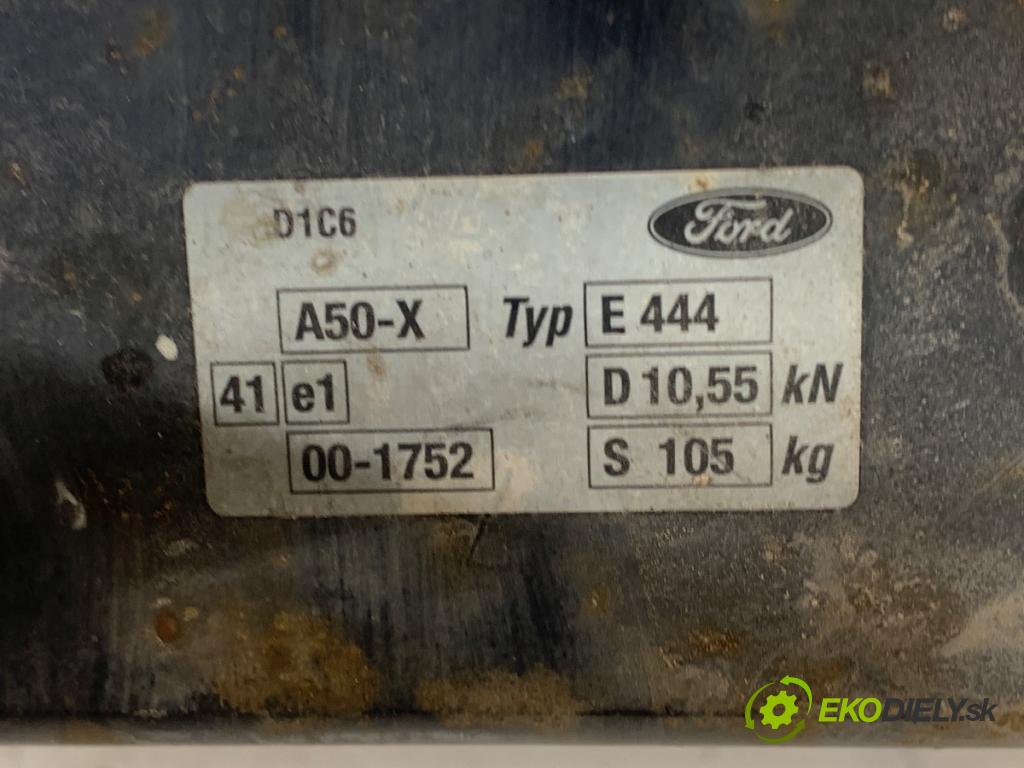 D1C6
Ford
A50-X Typ E 444
41 e1 D 10,55 kN
00-1752 S 105 kg
EKODIELY.sk